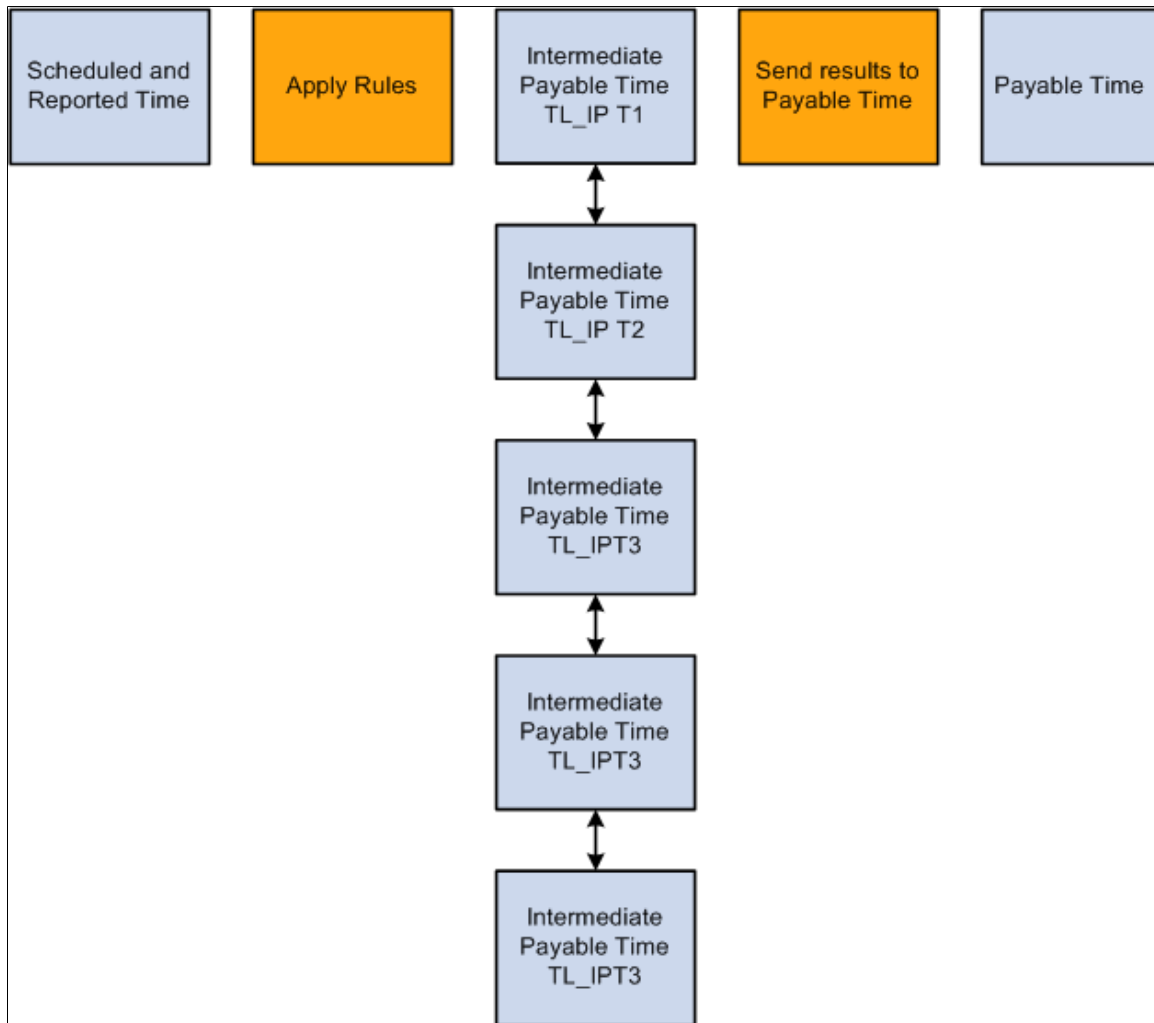 Scheduled and
Reported Time
Apply Rules
Intermediate
Payable Time
TL_IP T1
Send results to
Payable Time
Payable Time
Intermediate
Payable Time
TL_IP T2
Intermediate
Payable Time
TL_IPT3
Intermediate
Payable Time
TL_IPT3
Intermediate
Payable Time
TL_IPT3